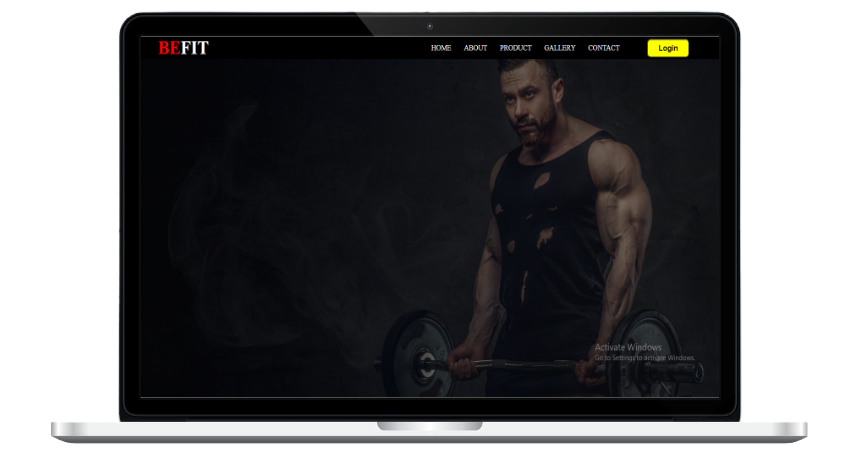 BEFIT HOME ABOUT PRODUCT GALLERY CONTACT Login
Activate Windows
Go to Settings to activate Windows.